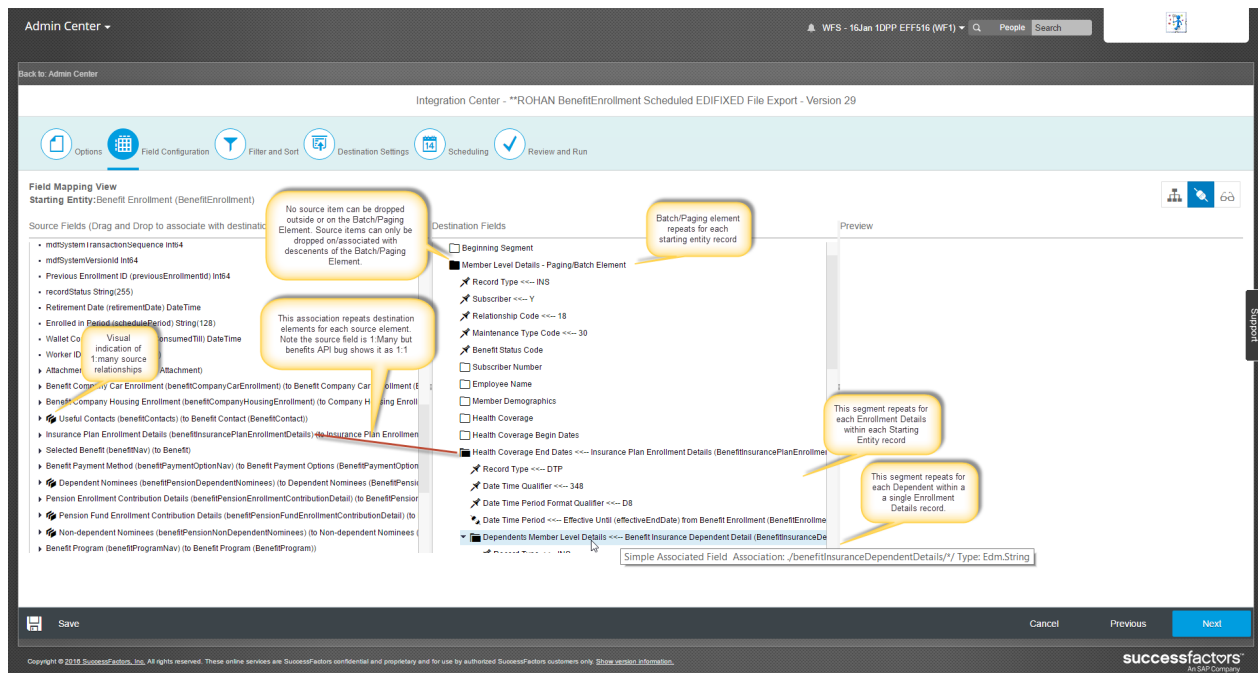 Admin Center
WFS - 16Jan 1DPP EFF516 (WF1)
People
Search
Back to: Admin Center
Integration Center - **ROHAN BenefitEnrollment Scheduled EDIFIXED File Export - Version 29
Options
Field Configuration
Filter and Sort
Destination Settings
14
Scheduling
Review and Run
Field Mapping View
Starting Entity:Benefit Enrollment (BenefitEnrollment)
Source Fields (Drag and Drop to associate with destinatio
Destination Fields
Preview
No source item can be dropped
outside or on the Batch/Paging
Element. Source items can only be
dropped on/associated with
descenents of the Batch/Paging
Element.
Batch/Paging element
repeats for each
starting entity record
mdfSystemTransactionSequence Int64
mdfSystemVersionId Int64
Previous Enrollment ID (previousEnrollmentId) Int64
recordStatus String(255)
Retirement Date (retirementDate) DateTime
Enrolled in Period (schedulePeriod) String(128)
Wallet Co
onsumedTill) DateTime
Worker ID
Attachmen
Attachment)
Benefit Company Car Enrollment (benefitCompanyCarEnrollment) (to Benefit Company Car Enrollment (E
Benefit Company Housing Enrollment (benefitCompanyHousingEnrollment) (to Company Housing Enroll
Useful Contacts (benefitContacts) (to Benefit Contact (BenefitContact))
Insurance Plan Enrollment Details (benefitInsurancePlanEnrollmentDetails) (to Insurance Plan Enrollmen
Selected Benefit (benefitNav) (to Benefit)
Benefit Payment Method (benefitPaymentOptionNav) (to Benefit Payment Options (BenefitPaymentOption
Dependent Nominees (benefitPensionDependentNominees) (to Dependent Nominees (BenefitPensi
Pension Enrollment Contribution Details (benefitPensionEnrollmentContributionDetail) (to BenefitPension
Pension Fund Enrollment Contribution Details (benefitPensionFundEnrollmentContributionDetail) (to
Non-dependent Nominees (benefitPensionNonDependentNominees) (to Non-dependent Nominees (
Benefit Program (benefitProgramNav) (to Benefit Program (BenefitProgram))
Visual
indication of
1:many source
relationships
This association repeats destination
elements for each source element.
Note the source field is 1:Many but
benefits API bug shows it as 1:1
Beginning Segment
Member Level Details - Paging/Batch Element
Record Type <<-- INS
Subscriber <<-- Y
Relationship Code <<-- 18
Maintenance Type Code <<-- 30
Benefit Status Code
Subscriber Number
Employee Name
Member Demographics
Health Coverage
Health Coverage Begin Dates
Health Coverage End Dates <<-- Insurance Plan Enrollment Details (BenefitInsurancePlanEnrollmen
Record Type <<-- DTP
Date Time Qualifier <<-- 348
Date Time Period Format Qualifier <<-- D8
Date Time Period <<-- Effective Until (effectiveEndDate) from Benefit Enrollment (BenefitEnrollme
Dependents Member Level Details <<-- Benefit Insurance Dependent Detail (BenefitInsuranceDe
Record Type <<-- INS
Simple Associated Field Association: ./benefitInsuranceDependentDetails/*/ Type: Edm.String
This segment repeats for
each Enrollment Details
within each Starting
Entity record
This segment repeats for
each Dependent within a
a single Enrollment
Details record.
Support
Save
Cancel
Previous
Next
Copyright © 2016 SuccessFactors, Inc. All rights reserved. These online services are SuccessFactors confidential and proprietary and for use by authorized SuccessFactors customers only. Show version information.
successfactors
An SAP Company